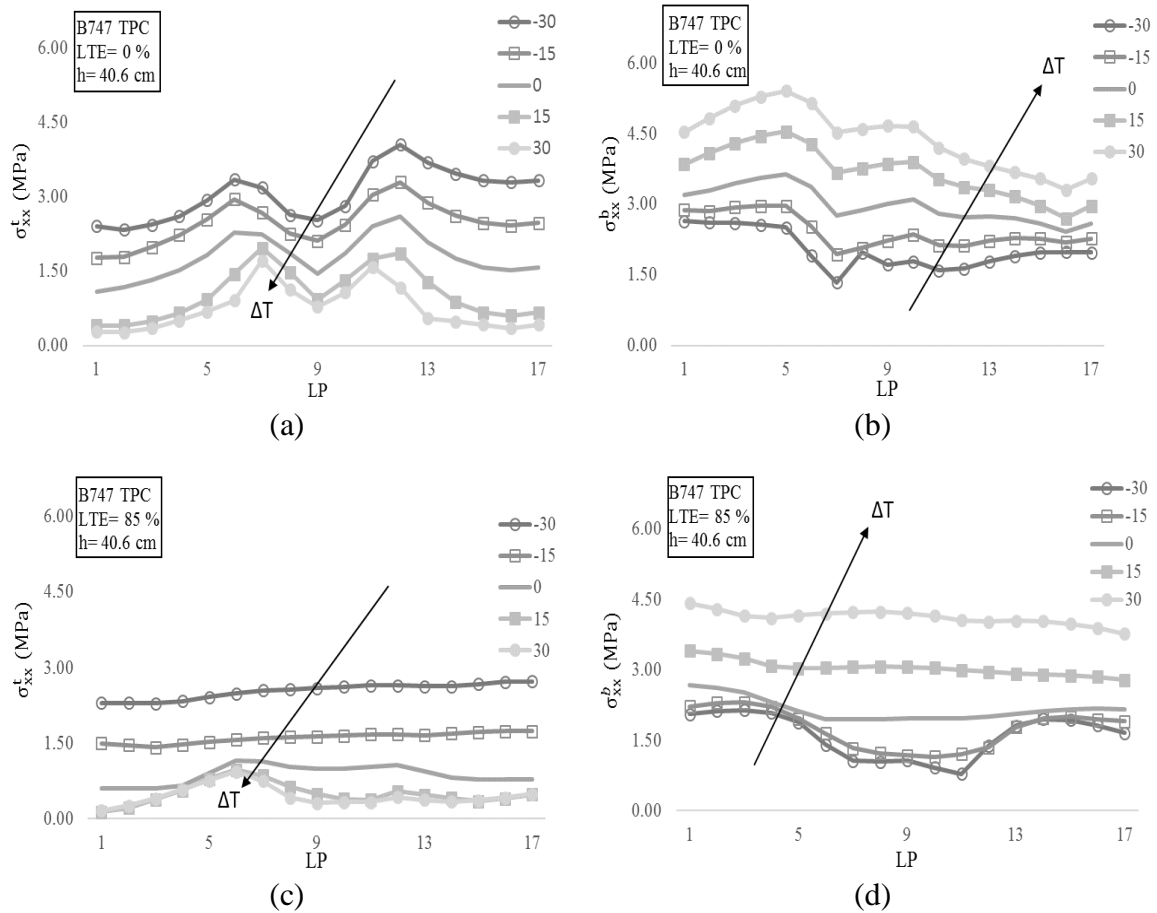 B747 TPC
LTE= 0 %
h= 40.6 cm
-30
-15
0
15
30
6.00
4.50
3.00
1.50
0.00
σᵗxx (MPa)
ΔT
1
5
9
13
17
LP
(a)
B747 TPC
LTE= 0 %
h= 40.6 cm
-30
-15
0
15
30
6.00
4.50
3.00
1.50
0.00
σᵇxx (MPa)
ΔT
1
5
9
13
17
LP
(b)
B747 TPC
LTE= 85 %
h= 40.6 cm
-30
-15
0
15
30
6.00
4.50
3.00
1.50
0.00
σᵗxx (MPa)
ΔT
1
5
9
13
17
LP
(c)
B747 TPC
LTE= 85 %
h= 40.6 cm
-30
-15
0
15
30
6.00
4.50
3.00
1.50
0.00
σᵇxx (MPa)
ΔT
1
5
9
13
17
LP
(d)